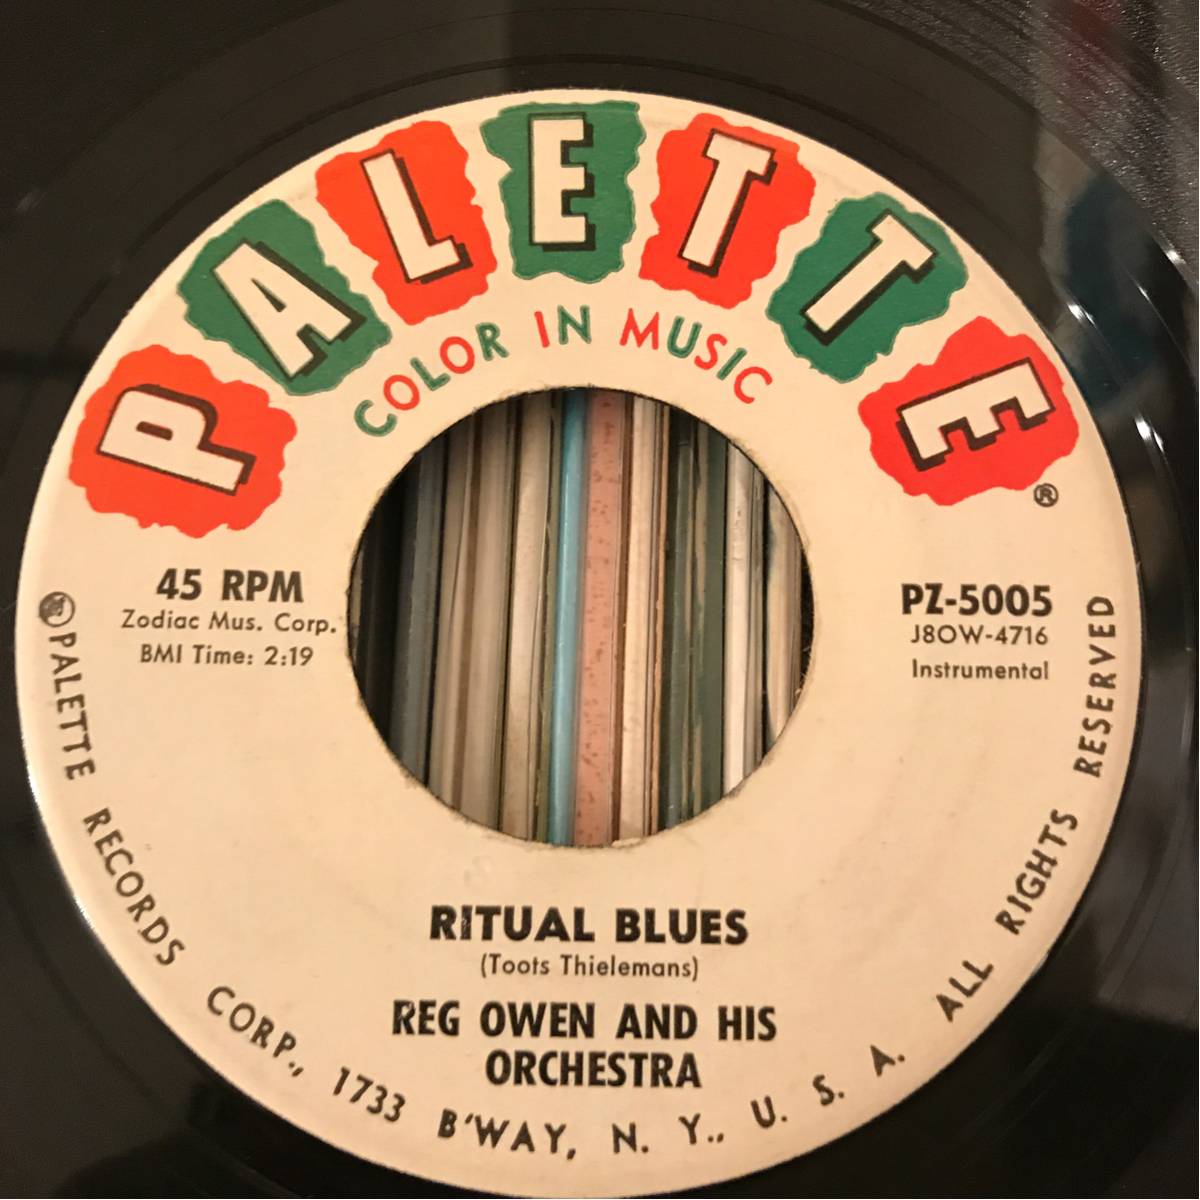 PALETTE
®
COLOR IN MUSIC
45 RPM
Zodiac Mus. Corp.
BMI Time: 2:19
PZ-5005
J8OW-4716
Instrumental
RITUAL BLUES
(Toots Thielemans)
REG OWEN AND HIS
ORCHESTRA
PALETTE RECORDS CORP., 1733 B'WAY, N. Y., U. S. A. ALL RIGHTS RESERVED